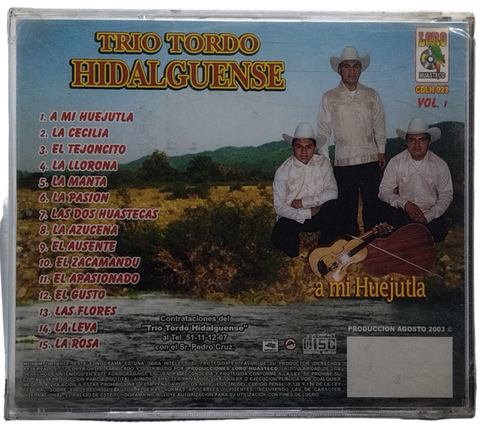 TRIO TORDO
HIDALGUENSE
LORO
HUASTECO
CDLH 023
VOL 1
1. A MI HUEJUTLA
2. LA CECILIA
3. EL TEJONCITO
4. LA LLORONA
5. LA MANTA
6. LA PASION
7. LAS DOS HUASTECAS
8. LA AZUCENA
9. EL AUSENTE
10. EL ZACAMANDU
11. EL APASIONADO
12. EL GUSTO
13. LAS FLORES
14. LA LEVA
15. LA ROSA
a mi Huejutla
Contrataciones del
"Trio Tordo Hidalguense"
al Tel. 51-11-12-07
con el Sr. Pedro Cruz
COMPACT
disc
DIGITAL AUDIO
PRODUCCION AGOSTO 2003 ©